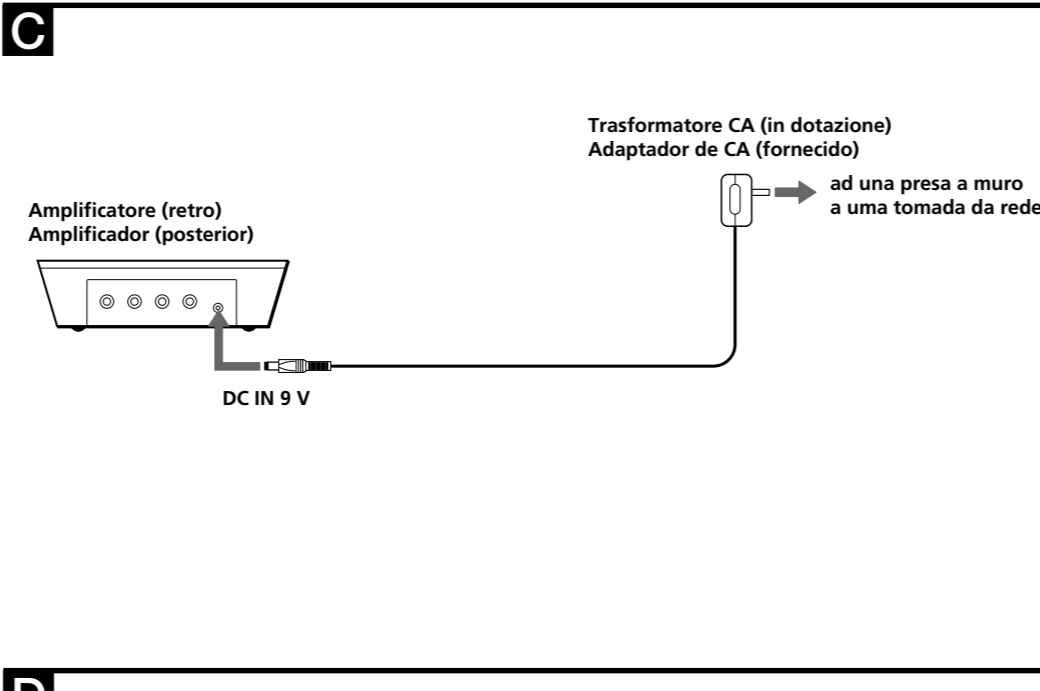 C
Trasformatore CA (in dotazione)
Adaptador de CA (fornecido)
ad una presa a muro
a uma tomada da rede
Amplificatore (retro)
Amplificador (posterior)
DC IN 9 V
D